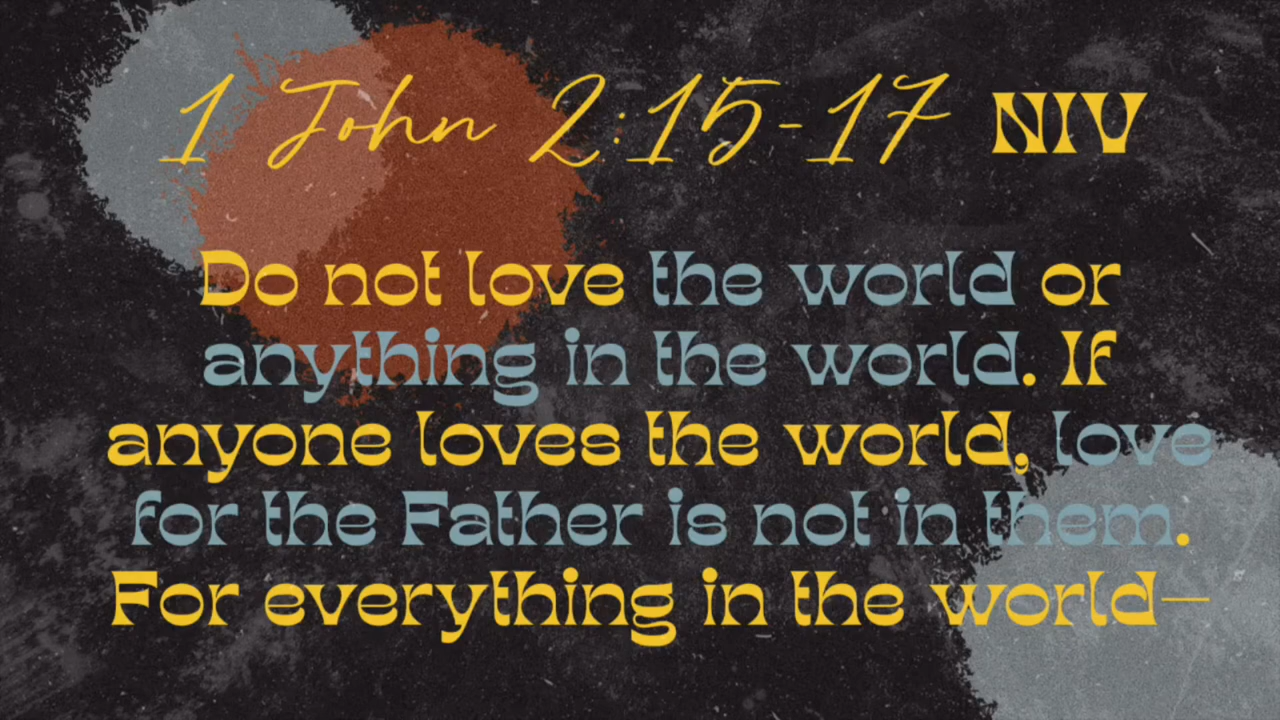 1 John 2:15-17 NIV
Do not love the world or
anything in the world. If
anyone loves the world, love
for the Father is not in them.
For everything in the world—